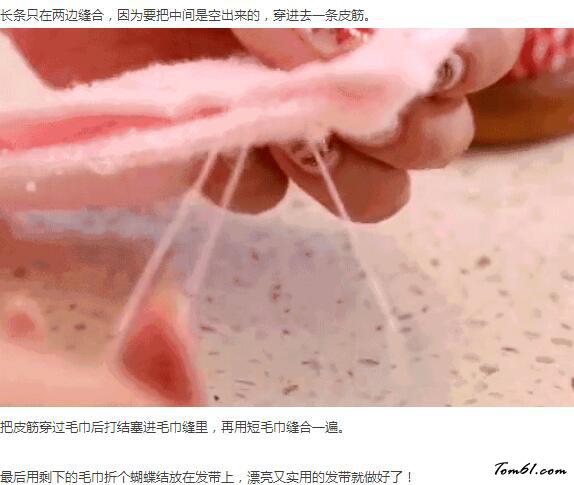 长条只在两边缝合，因为要把中间是空出来的，穿进去一条皮筋。
把皮筋穿过毛巾后打结塞进毛巾缝里，再用短毛巾缝合一遍。
最后用剩下的毛巾折个蝴蝶结放在发带上，漂亮又实用的发带就做好了！
Tom61.com